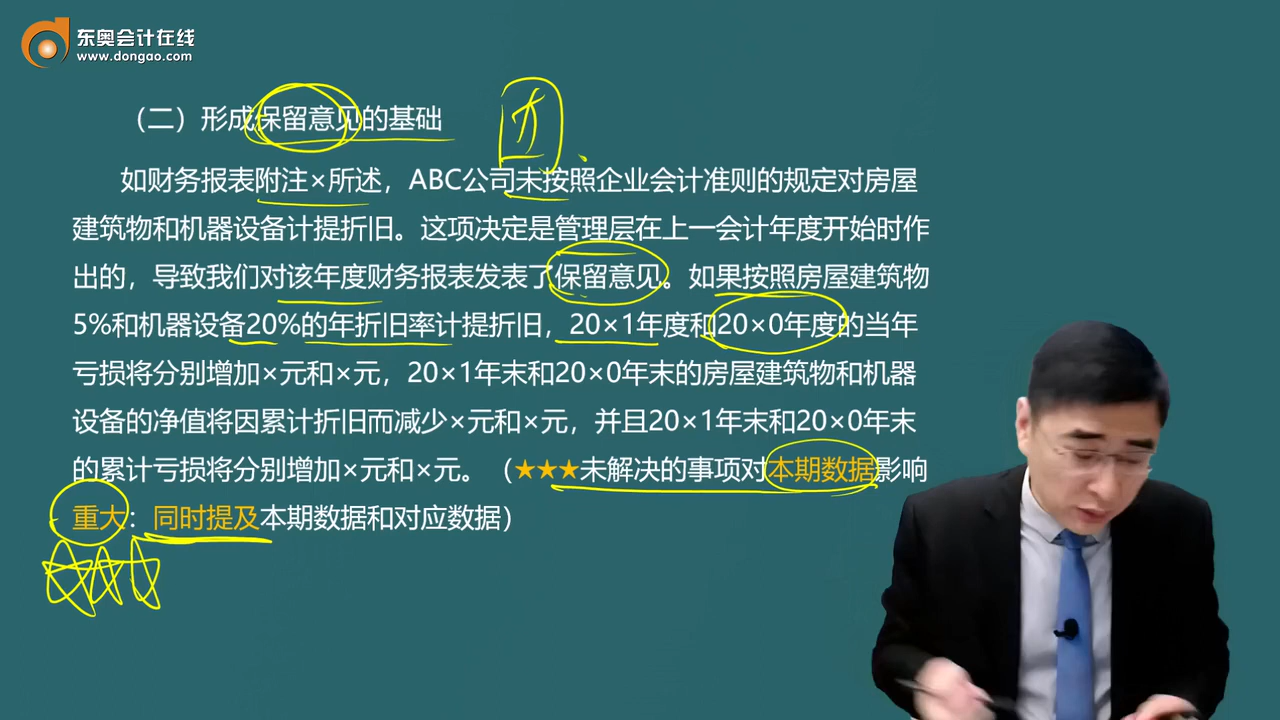 东奥会计在线
www.dongao.com
（二）形成保留意见的基础
如财务报表附注×所述，ABC公司未按照企业会计准则的规定对房屋
建筑物和机器设备计提折旧。这项决定是管理层在上一会计年度开始时作
出的，导致我们对该年度财务报表发表了保留意见。如果按照房屋建筑物
5%和机器设备20%的年折旧率计提折旧，20×1年度和20×0年度的当年
亏损将分别增加×元和×元，20×1年末和20×0年末的房屋建筑物和机器
设备的净值将因累计折旧而减少×元和×元，并且20×1年末和20×0年末
的累计亏损将分别增加×元和×元。（★★★未解决的事项对本期数据影响
重大：同时提及本期数据和对应数据）